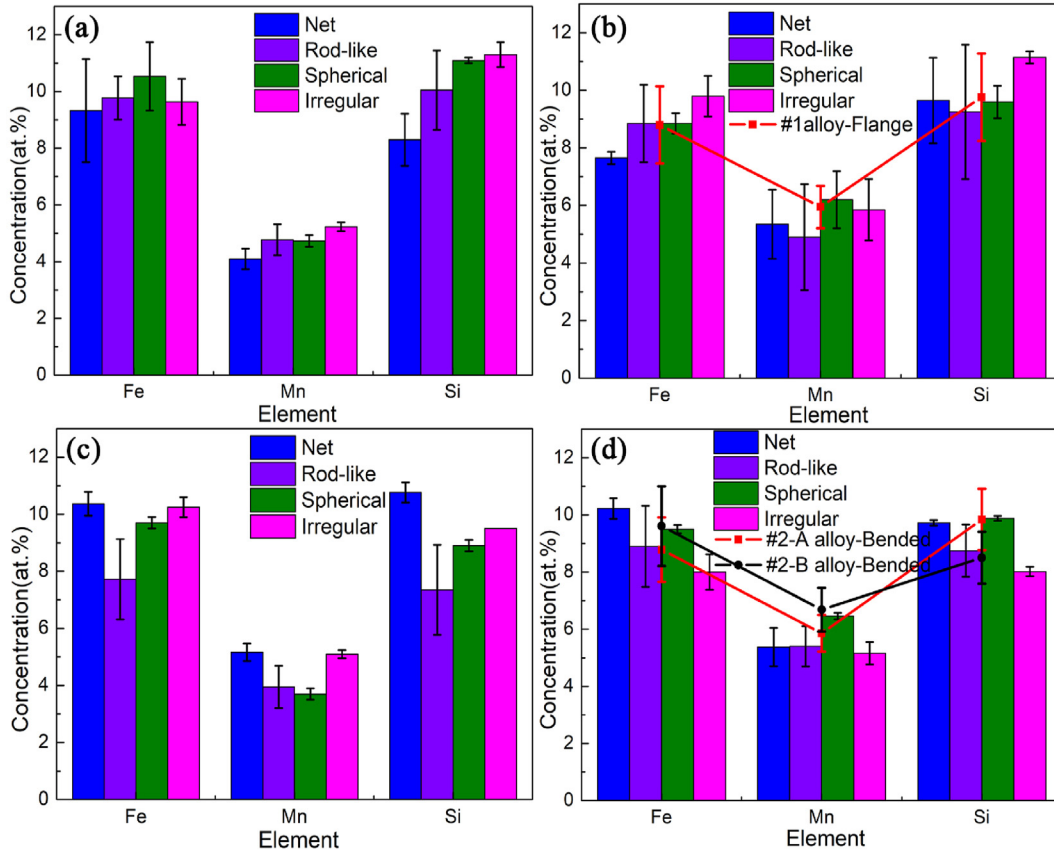 (a)
Net
Rod-like
Spherical
Irregular
12
10
8
6
4
2
0
Concentration(at.%)
Fe
Mn
Si
Element
(b)
Net
Rod-like
Spherical
Irregular
#1alloy-Flange
12
10
8
6
4
2
0
Concentration(at.%)
Fe
Mn
Si
Element
(c)
Net
Rod-like
Spherical
Irregular
12
10
8
6
4
2
0
Concentration(at.%)
Fe
Mn
Si
Element
(d)
Net
Rod-like
Spherical
Irregular
#2-A alloy-Bended
#2-B alloy-Bended
12
10
8
6
4
2
0
Concentration(at.%)
Fe
Mn
Si
Element